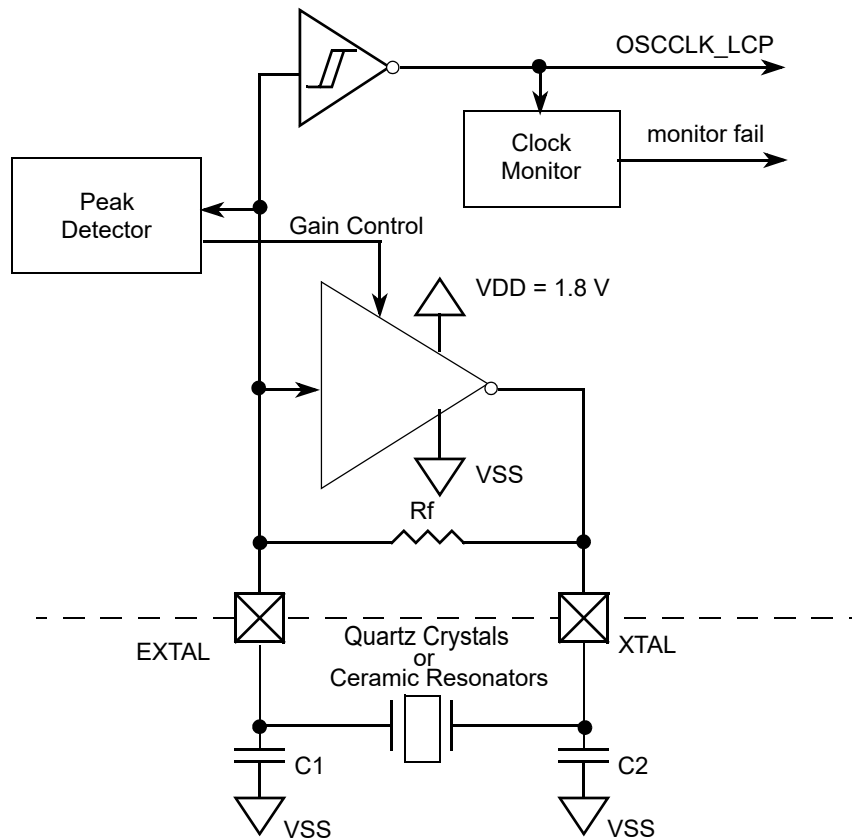 OSCCLK_LCP
Clock
Monitor
monitor fail
Peak
Detector
Gain Control
VDD = 1.8 V
VSS
Rf
EXTAL
Quartz Crystals
or
Ceramic Resonators
XTAL
C1
C2
VSS
VSS